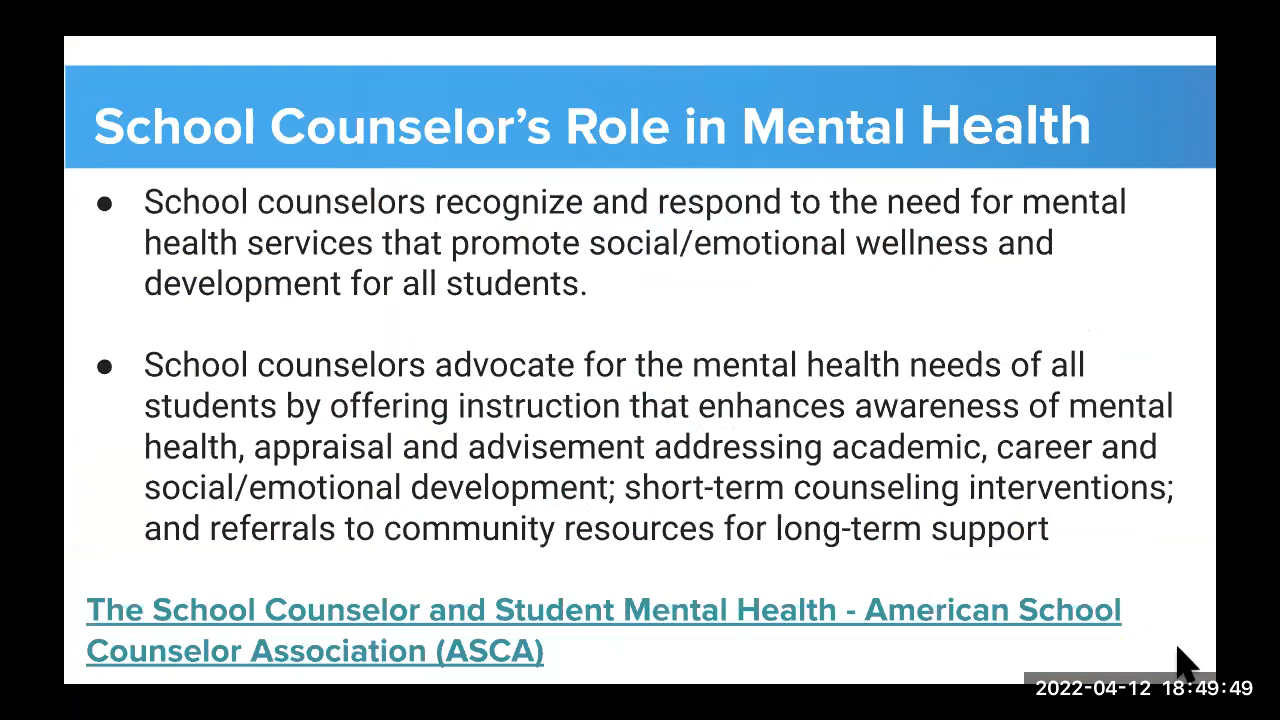 School Counselor’s Role in Mental Health
● School counselors recognize and respond to the need for mental
health services that promote social/emotional wellness and
development for all students.
● School counselors advocate for the mental health needs of all
students by offering instruction that enhances awareness of mental
health, appraisal and advisement addressing academic, career and
social/emotional development; short-term counseling interventions;
and referrals to community resources for long-term support
The School Counselor and Student Mental Health - American School
Counselor Association (ASCA)
2022-04-12 18:49:49